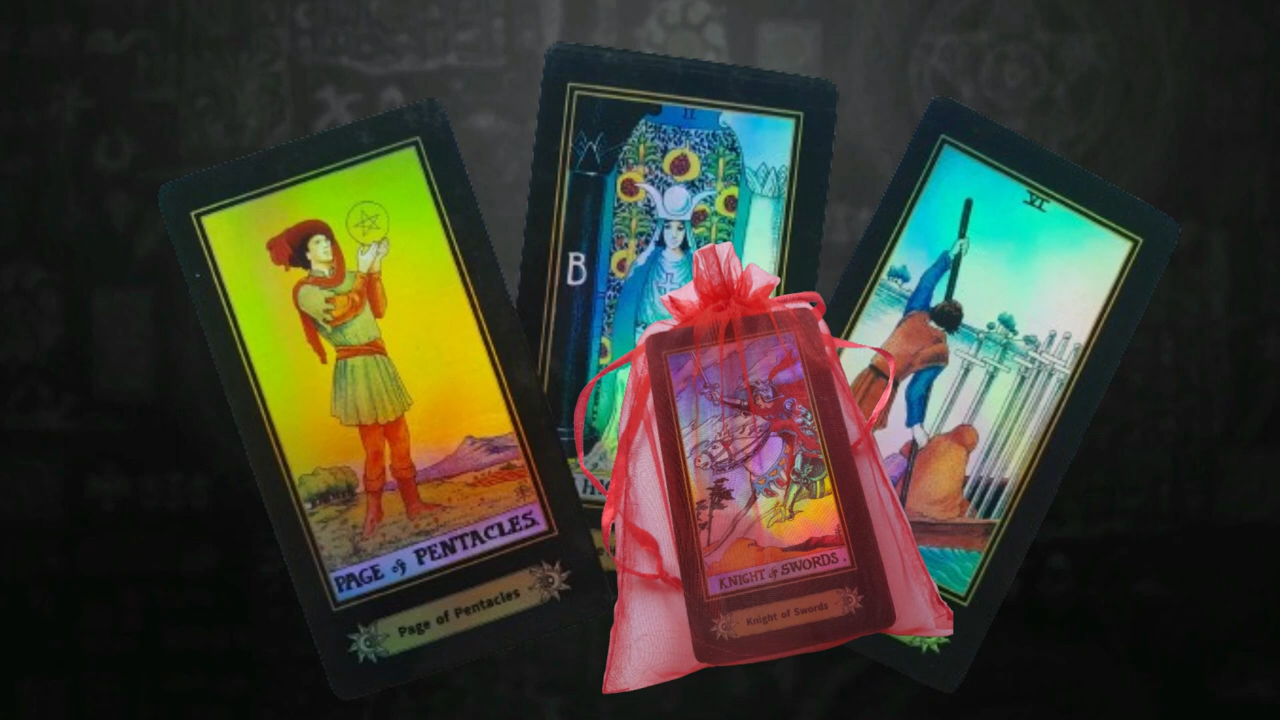 PAGE of PENTACLES.
Page of Pentacles
II
B
VI
KNIGHT of SWORDS.
Knight of Swords